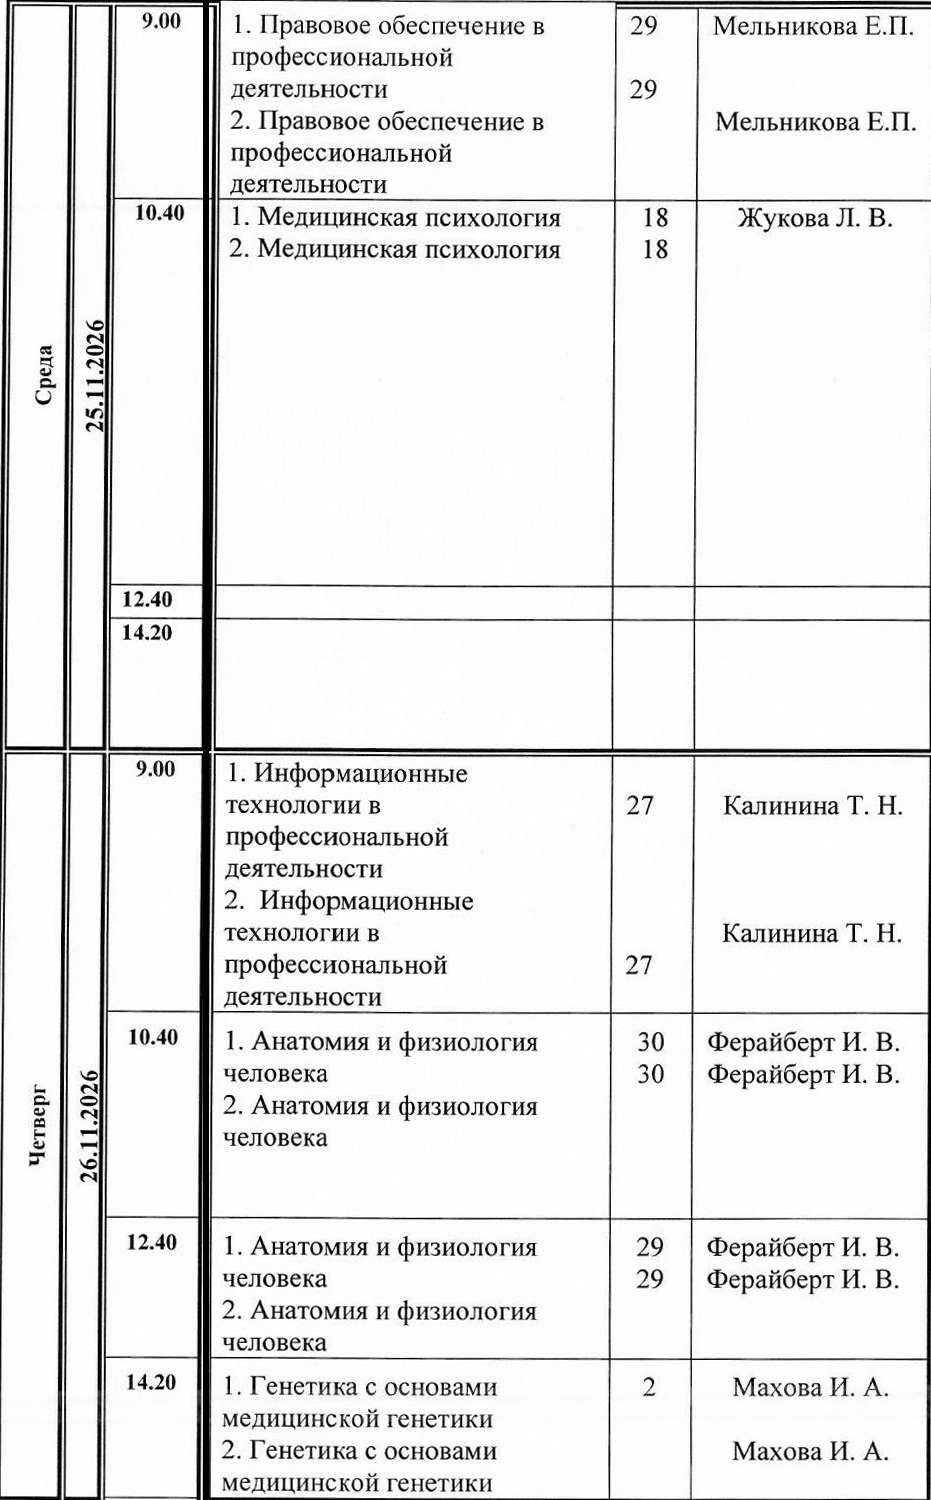 Среда
25.11.2026
9.00
1. Правовое обеспечение в
профессиональной
деятельности
2. Правовое обеспечение в
профессиональной
деятельности
29
29
Мельникова Е.П.
Мельникова Е.П.
10.40
1. Медицинская психология
2. Медицинская психология
18
18
Жукова Л. В.
12.40
14.20
Четверг
26.11.2026
9.00
1. Информационные
технологии в
профессиональной
деятельности
2. Информационные
технологии в
профессиональной
деятельности
27
27
Калинина Т. Н.
Калинина Т. Н.
10.40
1. Анатомия и физиология
человека
2. Анатомия и физиология
человека
30
30
Ферайберт И. В.
Ферайберт И. В.
12.40
1. Анатомия и физиология
человека
2. Анатомия и физиология
человека
29
29
Ферайберт И. В.
Ферайберт И. В.
14.20
1. Генетика с основами
медицинской генетики
2. Генетика с основами
медицинской генетики
2
Махова И. А.
Махова И. А.